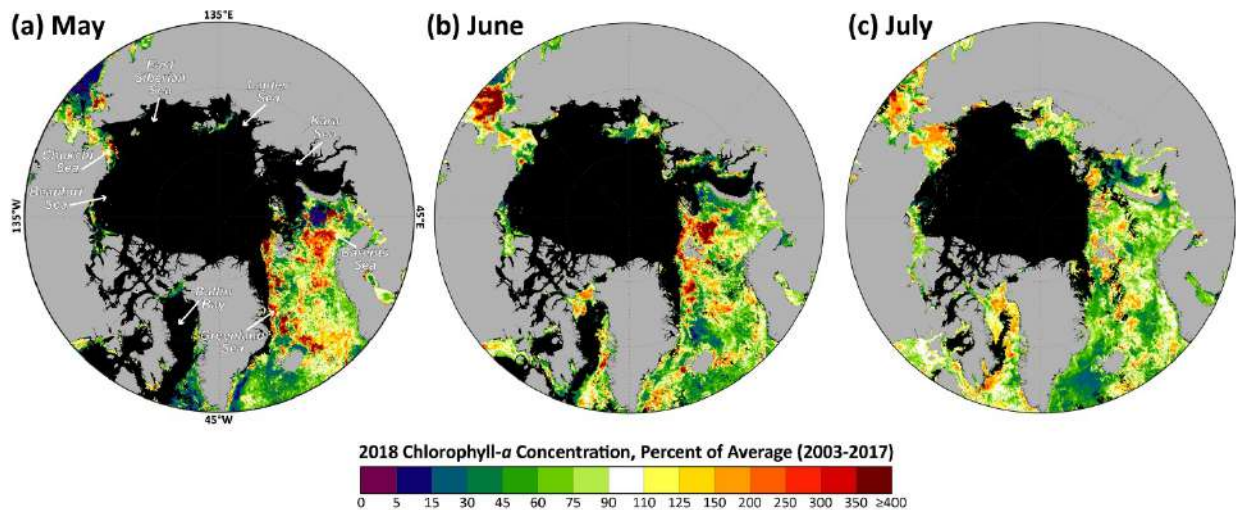 (a) May
135°E
(b) June
(c) July
East
Siberian
Sea
Laptev
Sea
Kara
Sea
Chukchi
Sea
Beaufort
Sea
135°W
45°E
Barents
Sea
Baffin
Bay
Greenland
Sea
45°W
2018 Chlorophyll-a Concentration, Percent of Average (2003-2017)
0 5 15 30 45 60 75 90 110 125 150 200 250 300 350 ≥400